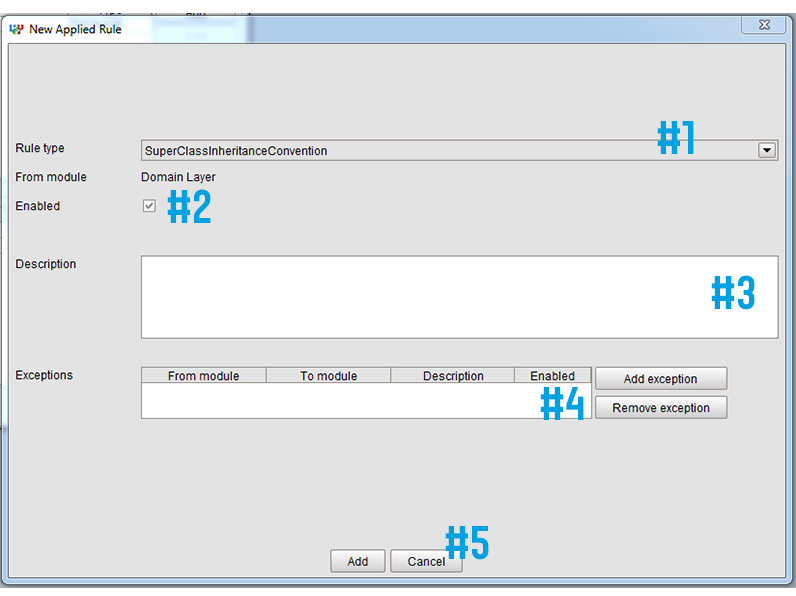 New Applied Rule
#1
Rule type
SuperClassInheritanceConvention
From module
Domain Layer
Enabled
#2
Description
#3
Exceptions
From module
To module
Description
Enabled
Add exception
#4
Remove exception
#5
Add
Cancel